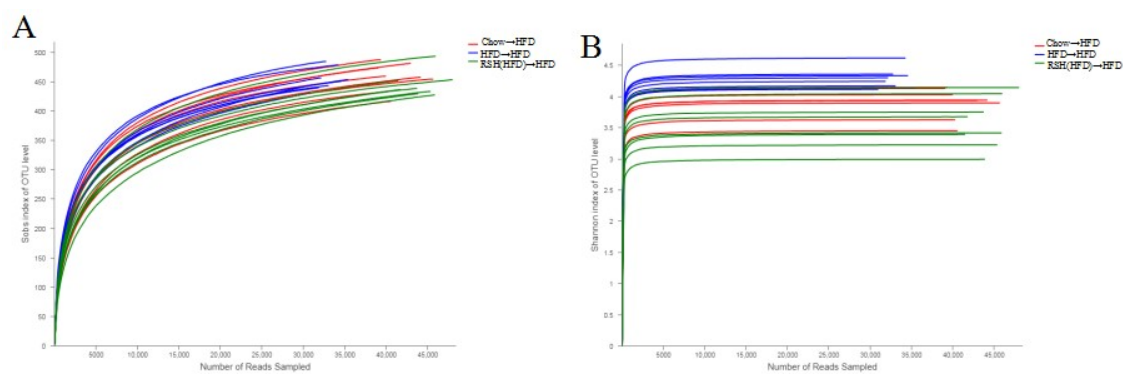 A
Chow→HFD
HFD→HFD
RSH(HFD)→HFD
500
450
400
350
300
250
200
150
100
50
0
Sobs index of OTU level
5000 10,000 15,000 20,000 25,000 30,000 35,000 40,000 45,000
Number of Reads Sampled
B
Chow→HFD
HFD→HFD
RSH(HFD)→HFD
4.5
4
3.5
3
2.5
2
1.5
1
0.5
0
Shannon index of OTU level
5000 10,000 15,000 20,000 25,000 30,000 35,000 40,000 45,000
Number of Reads Sampled